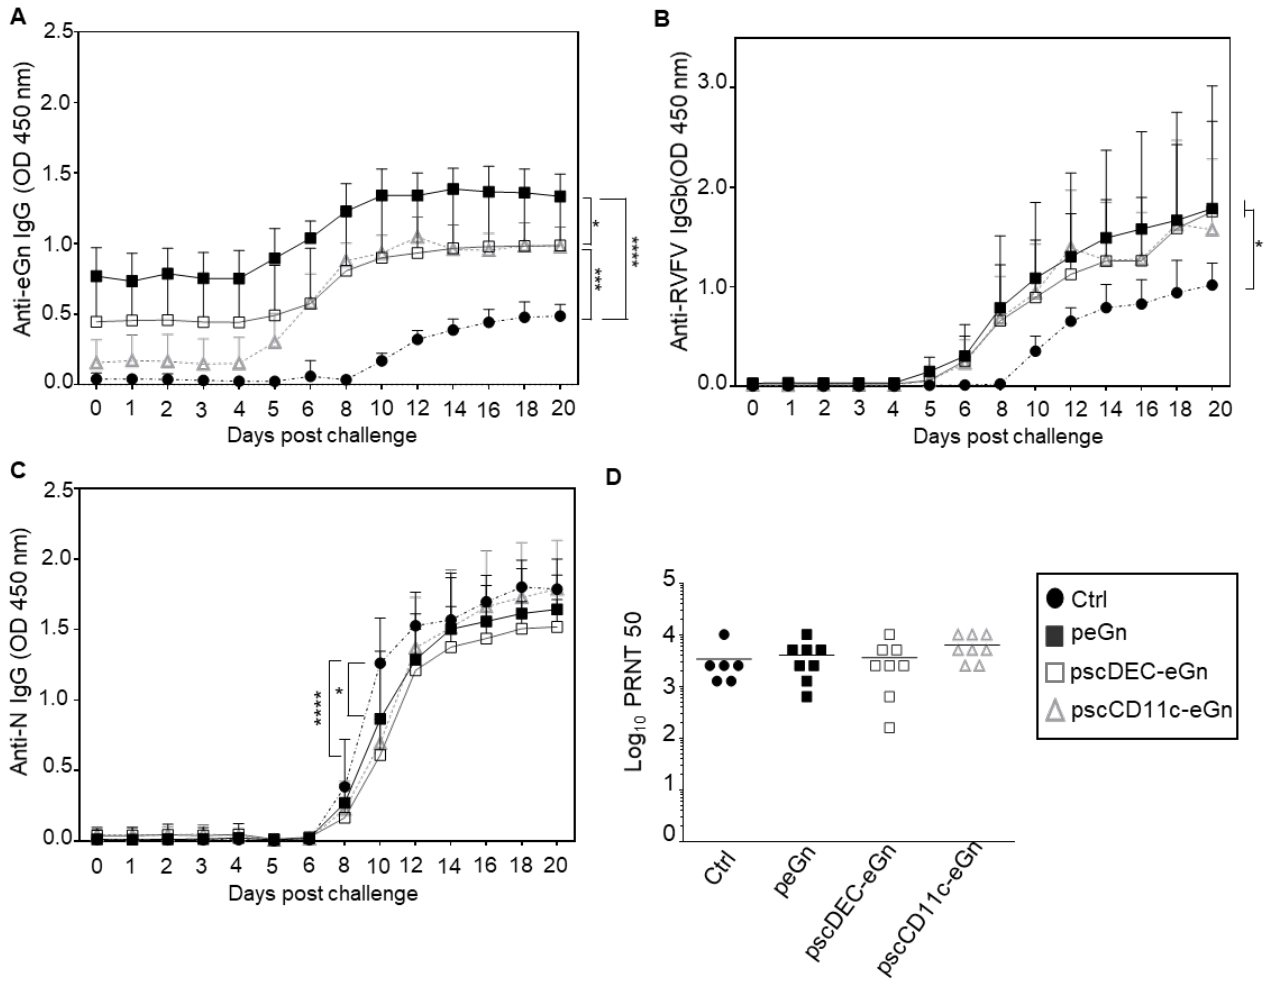 A
2.5
2.0
1.5
1.0
0.5
0.0
Anti-eGn IgG (OD 450 nm)
0 1 2 3 4 5 6 8 10 12 14 16 18 20
Days post challenge
*
***
****
B
3.0
2.0
1.0
0.0
Anti-RVFV IgGb(OD 450 nm)
0 1 2 3 4 5 6 8 10 12 14 16 18 20
Days post challenge
*
C
2.5
2.0
1.5
1.0
0.5
0.0
Anti-N IgG (OD 450 nm)
0 1 2 3 4 5 6 8 10 12 14 16 18 20
Days post challenge
****
*
D
5
4
3
2
1
0
Log10 PRNT 50
Ctrl
peGn
pscDEC-eGn
pscCD11c-eGn
Ctrl
peGn
pscDEC-eGn
pscCD11c-eGn